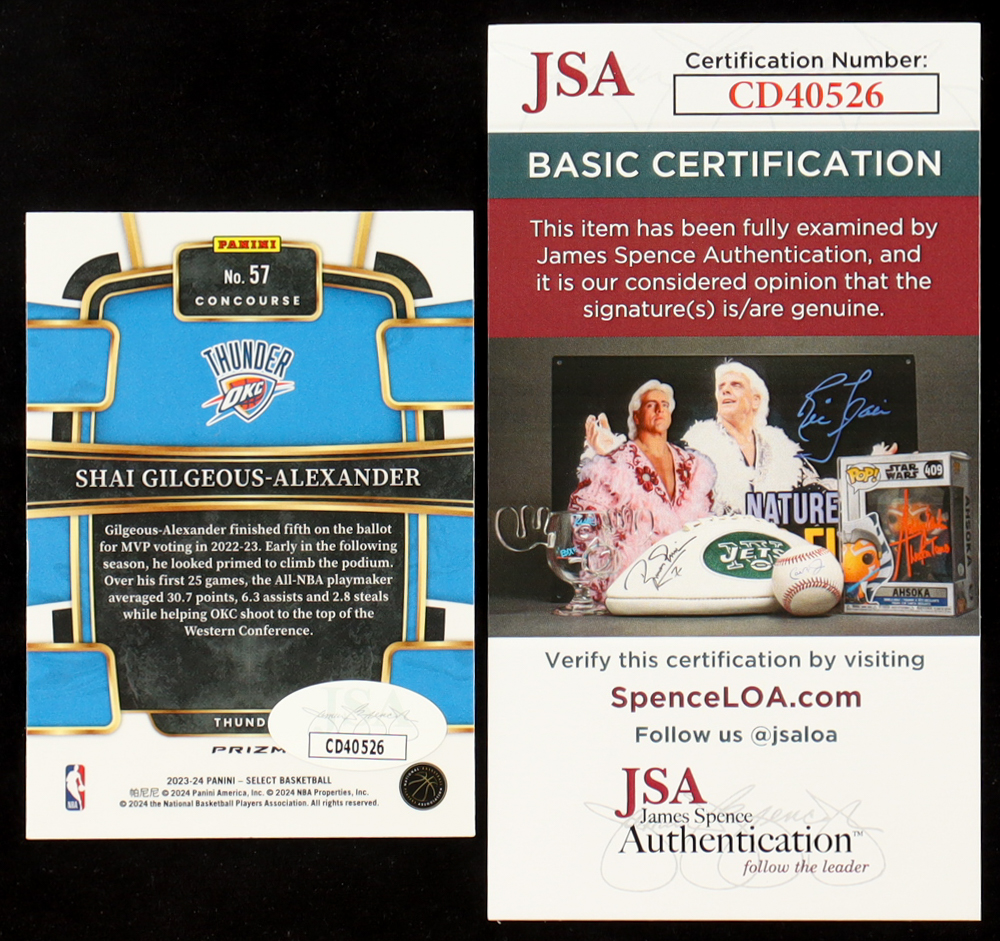 PANINI
No. 57
CONCOURSE
THUNDER
OKC
SHAI GILGEOUS-ALEXANDER
Gilgeous-Alexander finished fifth on the ballot
for MVP voting in 2022-23. Early in the following
season, he looked primed to climb the podium.
Over his first 25 games, the All-NBA playmaker
averaged 30.7 points, 6.3 assists and 2.8 steals
while helping OKC shoot to the top of the
Western Conference.
THUND
JSA
CD40526
PRIZM
2023-24 PANINI – SELECT BASKETBALL
帕尼尼 © 2024 Panini America, Inc. © 2024 NBA Properties, Inc.
© 2024 the National Basketball Players Association. All rights reserved.
NBA
JSA
Certification Number:
CD40526
BASIC CERTIFICATION
This item has been fully examined by
James Spence Authentication, and
it is our considered opinion that the
signature(s) is/are genuine.
Ric Flair
NATURE
POP!
STAR
WARS
409
AHSOKA
JETS
AHSOKA
Verify this certification by visiting
SpenceLOA.com
Follow us @jsaloa
JSA
James Spence
Authentication™
follow the leader